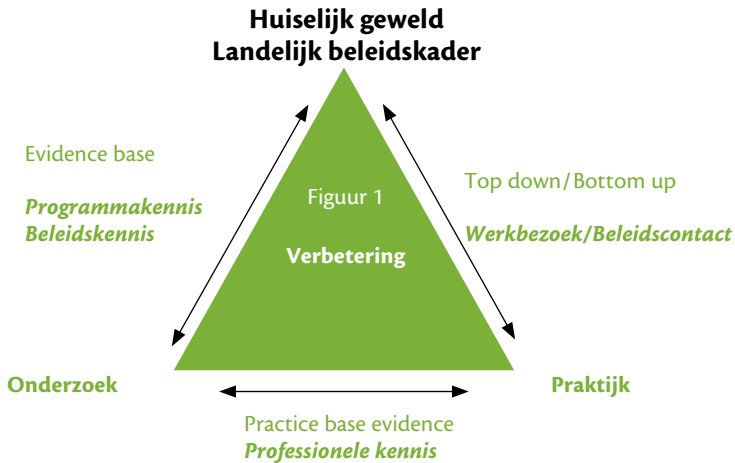 Huiselijk geweld
Landelijk beleidskader
Evidence base
Programmakennis
Beleidskennis
Figuur 1
Verbetering
Top down/Bottom up
Werkbezoek/Beleidscontact
Onderzoek
Praktijk
Practice base evidence
Professionele kennis